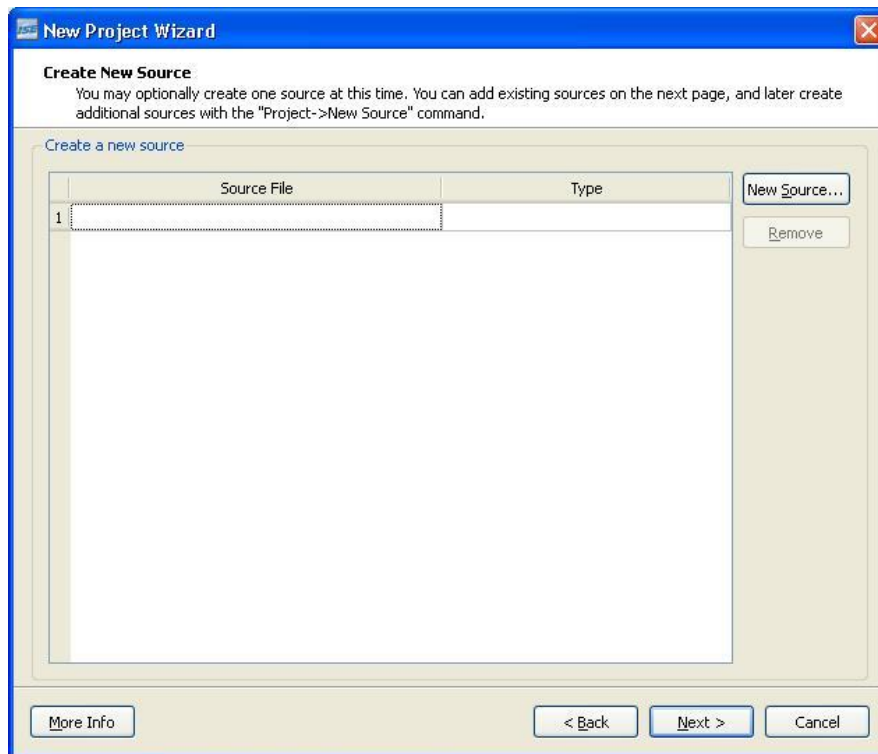 ISE New Project Wizard
Create New Source
You may optionally create one source at this time. You can add existing sources on the next page, and later create
additional sources with the "Project->New Source" command.
Create a new source
Source File Type
New Source...
1
Remove
More Info
< Back
Next >
Cancel